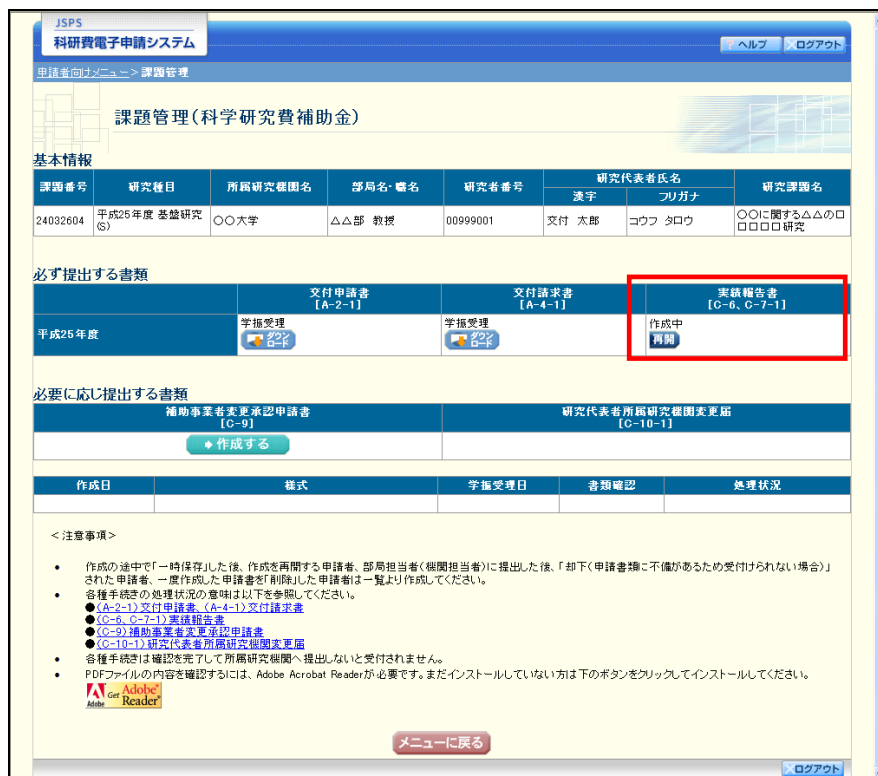 JSPS
科研費電子申請システム
ヘルプ ログアウト
申請者向けメニュー>課題管理
課題管理(科学研究費補助金)
基本情報
課題番号 研究種目 所属研究機関名 部局名・職名 研究者番号 研究代表者氏名 研究課題名
漢字 フリガナ
24032604 平成25年度 基盤研究(S) 〇〇大学 △△部 教授 00999001 交付 太郎 コウフ タロウ 〇〇に関する△△の口口口口口研究
必ず提出する書類
交付申請書 交付請求書 実績報告書
[A-2-1] [A-4-1] [C-6、C-7-1]
平成25年度 学振受理 学振受理 作成中
ダウンロード ダウンロード 再開
必要に応じ提出する書類
補助事業者変更承認申請書 研究代表者所属研究機関変更届
[C-9] [C-10-1]
作成する
作成日 様式 学振受理日 書類確認 処理状況
<注意事項>
• 作成の途中で「一時保存」した後、作成を再開する申請者、部局担当者(機関担当者)に提出した後、「却下(申請書類に不備があるため受付けられない場合)」
された申請者、一度作成した申請書を「削除」した申請者は一覧より作成してください。
• 各種手続きの処理状況の意味は以下を参照してください。
●(A-2-1)交付申請書、(A-4-1)交付請求書
●(C-6、C-7-1)実績報告書
●(C-9)補助事業者変更承認申請書
●(C-10-1)研究代表者所属研究機関変更届
• 各種手続きは確認を完了して所属研究機関へ提出しないと受付されません。
• PDFファイルの内容を確認するには、Adobe Acrobat Readerが必要です。まだインストールしていない方は下のボタンをクリックしてインストールしてください。
Adobe Get Adobe Reader
メニューに戻る
ログアウト